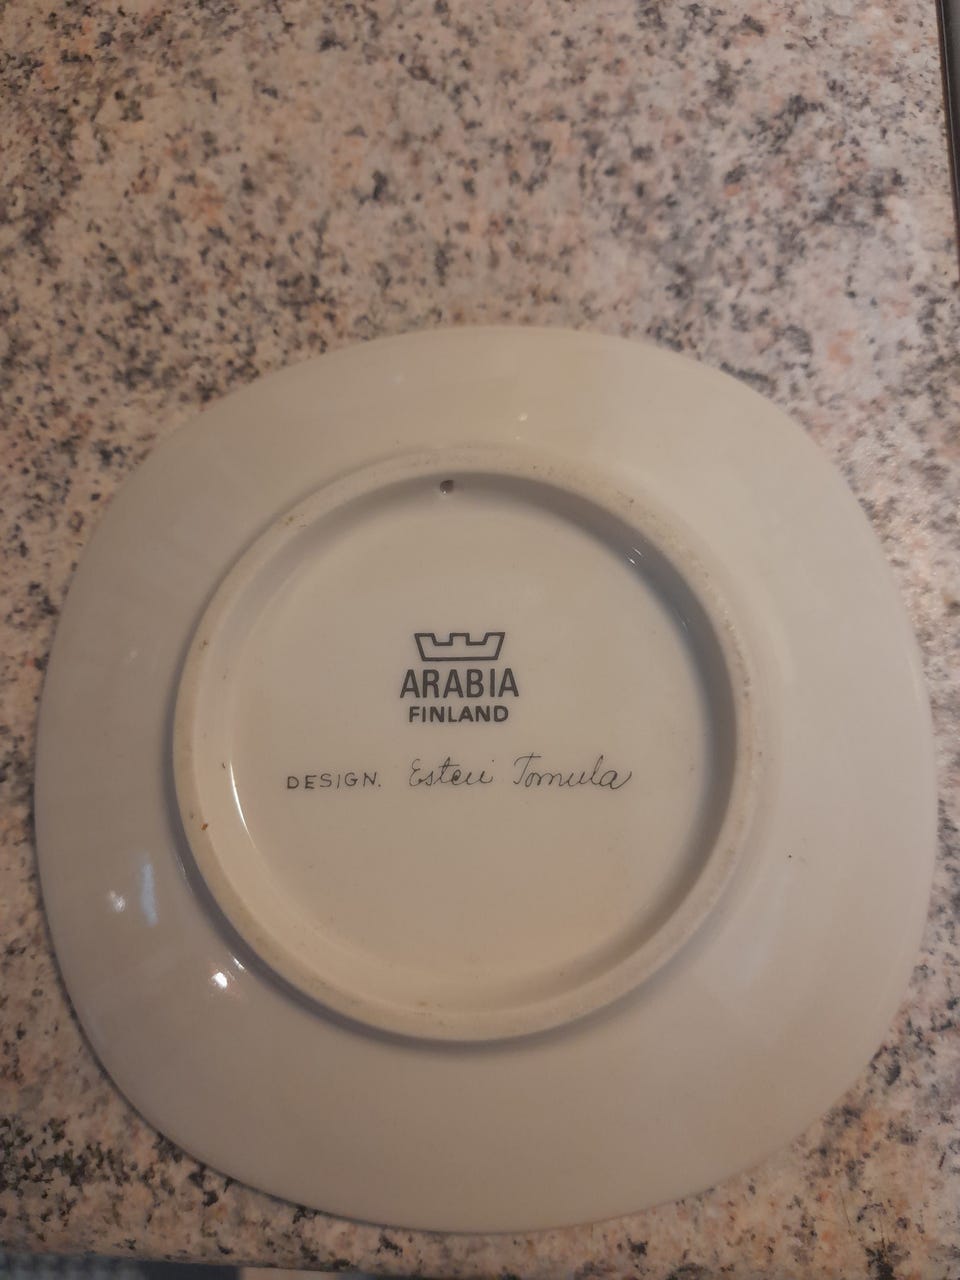 ARABIA
FINLAND
DESIGN. Esteri Tomula